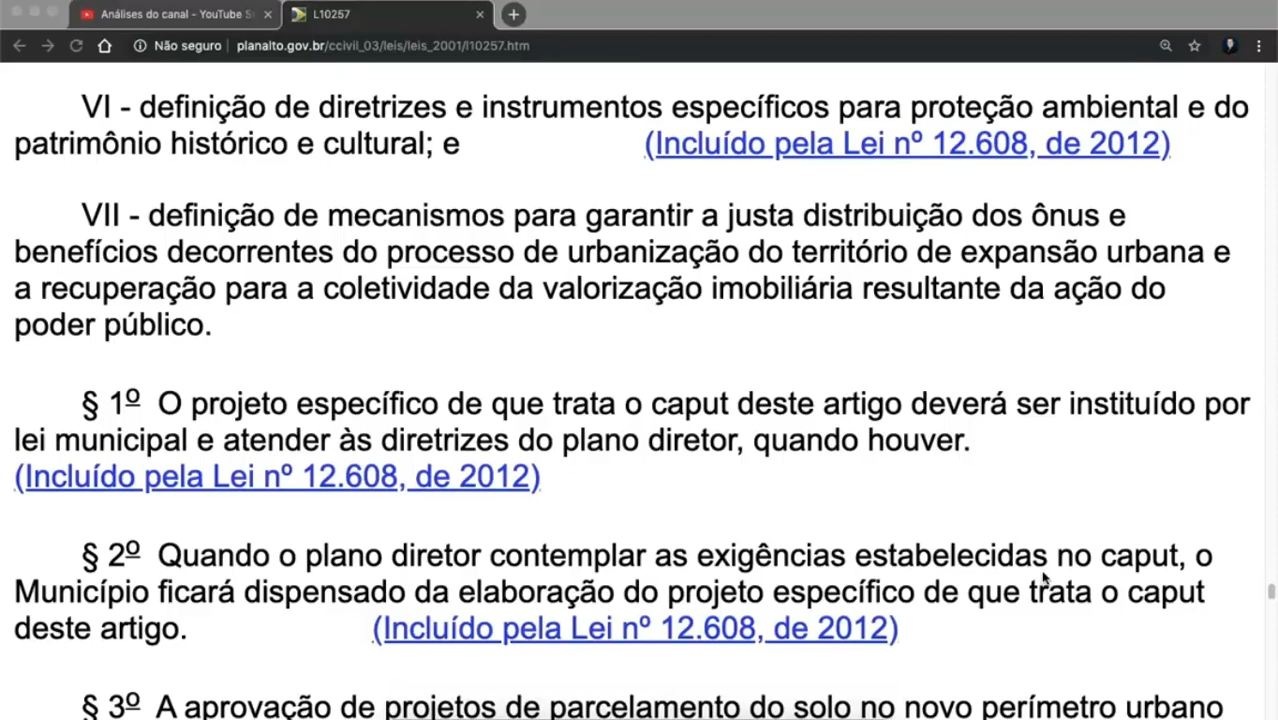 Análises do canal - YouTube S
L10257
Não seguro planalto.gov.br/ccivil_03/leis/leis_2001/l10257.htm
VI - definição de diretrizes e instrumentos específicos para proteção ambiental e do
patrimônio histórico e cultural; e (Incluído pela Lei nº 12.608, de 2012)
VII - definição de mecanismos para garantir a justa distribuição dos ônus e
benefícios decorrentes do processo de urbanização do território de expansão urbana e
a recuperação para a coletividade da valorização imobiliária resultante da ação do
poder público.
§ 1º O projeto específico de que trata o caput deste artigo deverá ser instituído por
lei municipal e atender às diretrizes do plano diretor, quando houver.
(Incluído pela Lei nº 12.608, de 2012)
§ 2º Quando o plano diretor contemplar as exigências estabelecidas no caput, o
Município ficará dispensado da elaboração do projeto específico de que trata o caput
deste artigo. (Incluído pela Lei nº 12.608, de 2012)
§ 3º A aprovação de projetos de parcelamento do solo no novo perímetro urbano